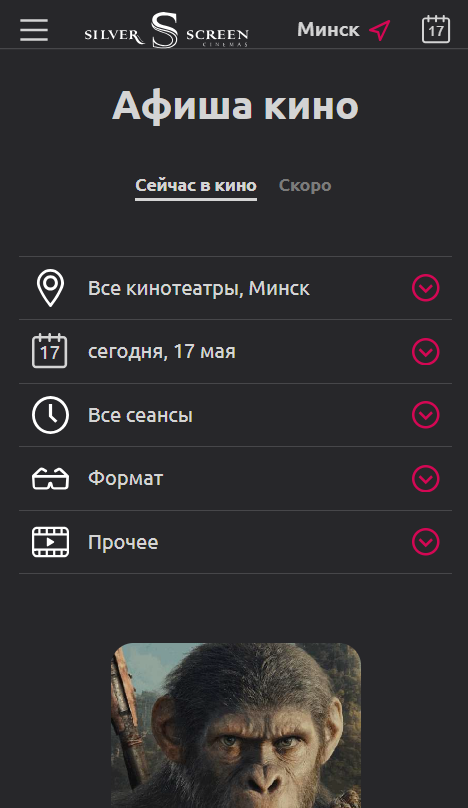 SILVER S SCREEN
CINEMAS
Минск
17
Афиша кино
Сейчас в кино Скоро
Все кинотеатры, Минск
17 сегодня, 17 мая
Все сеансы
Формат
Прочее